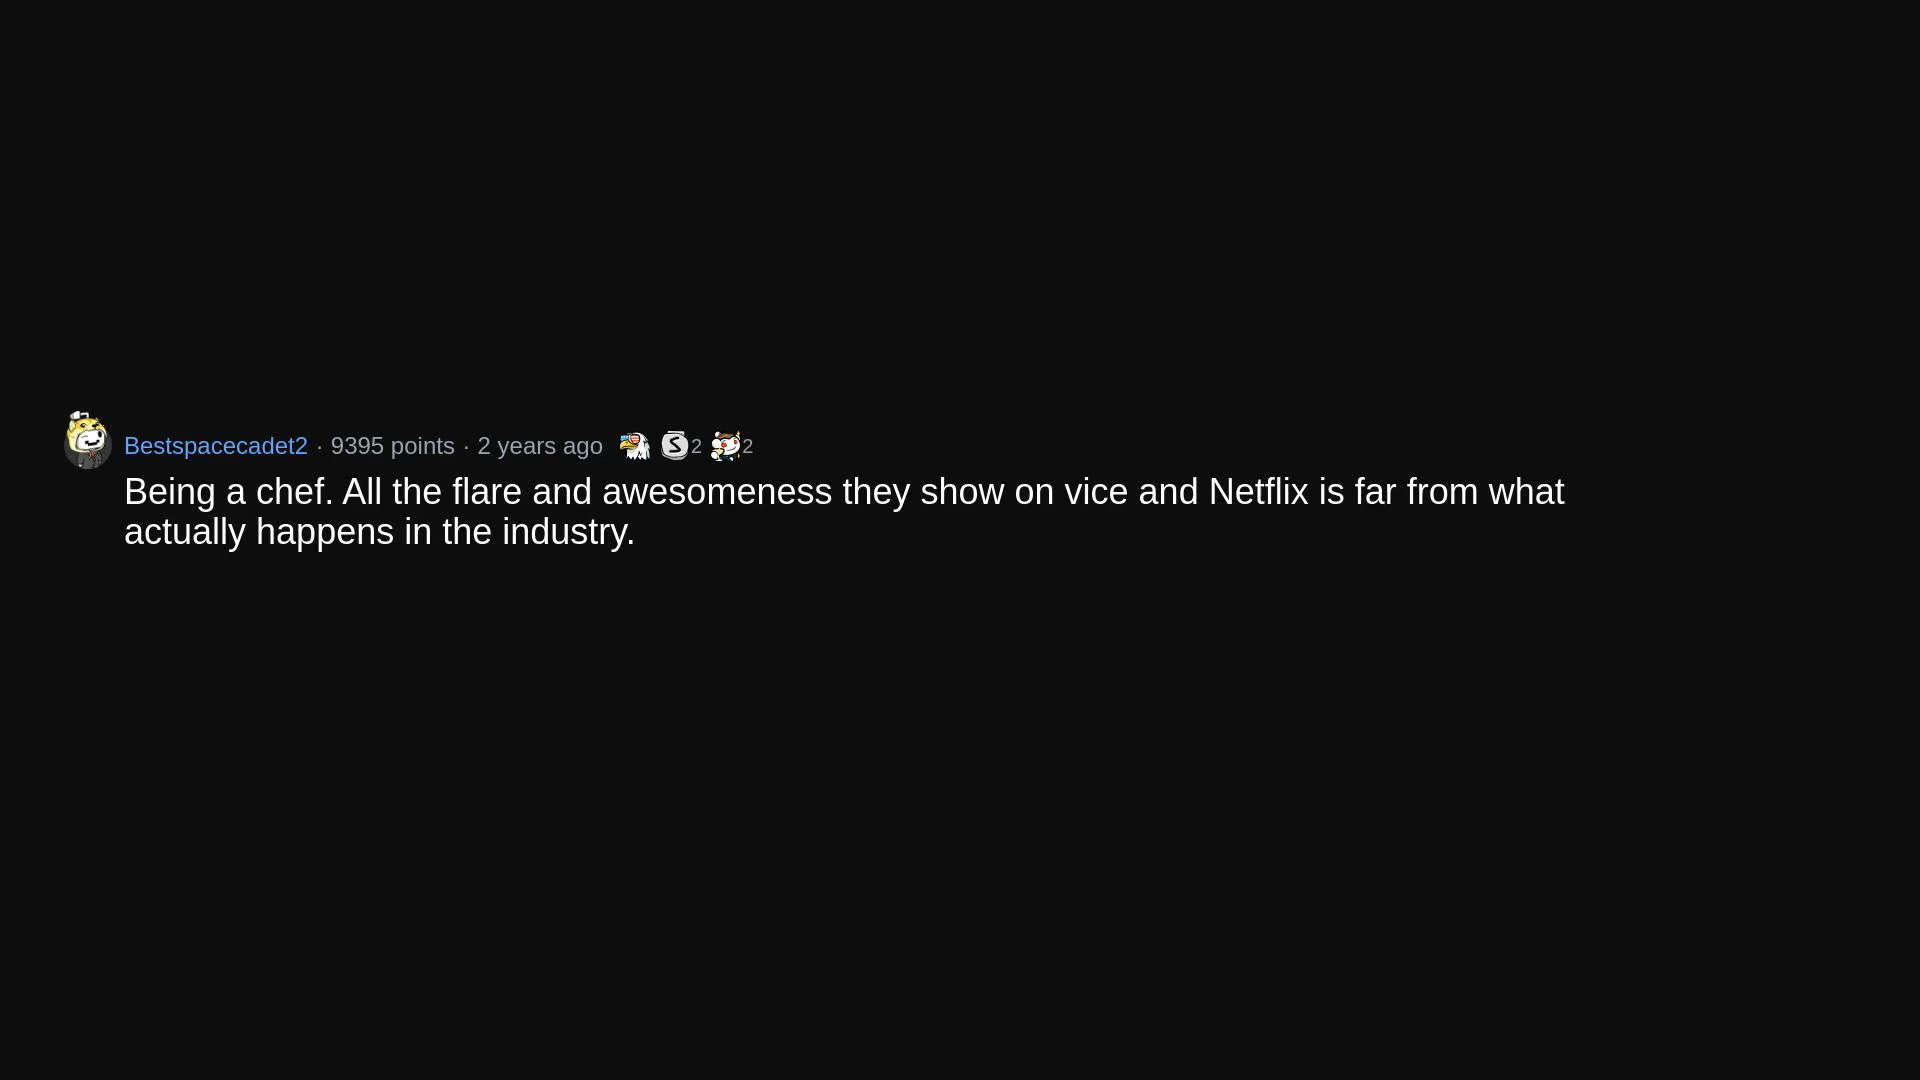 Bestspacecadet2 · 9395 points · 2 years ago S 2 2
Being a chef. All the flare and awesomeness they show on vice and Netflix is far from what
actually happens in the industry.